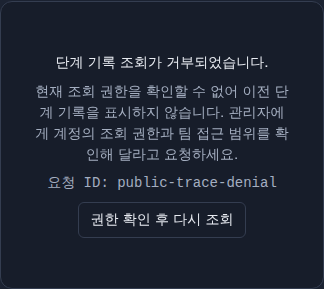 단계 기록 조회가 거부되었습니다.
현재 조회 권한을 확인할 수 없어 이전 단
계 기록을 표시하지 않습니다. 관리자에
게 계정의 조회 권한과 팀 접근 범위를 확
인해 달라고 요청하세요.
요청 ID: public-trace-denial
권한 확인 후 다시 조회